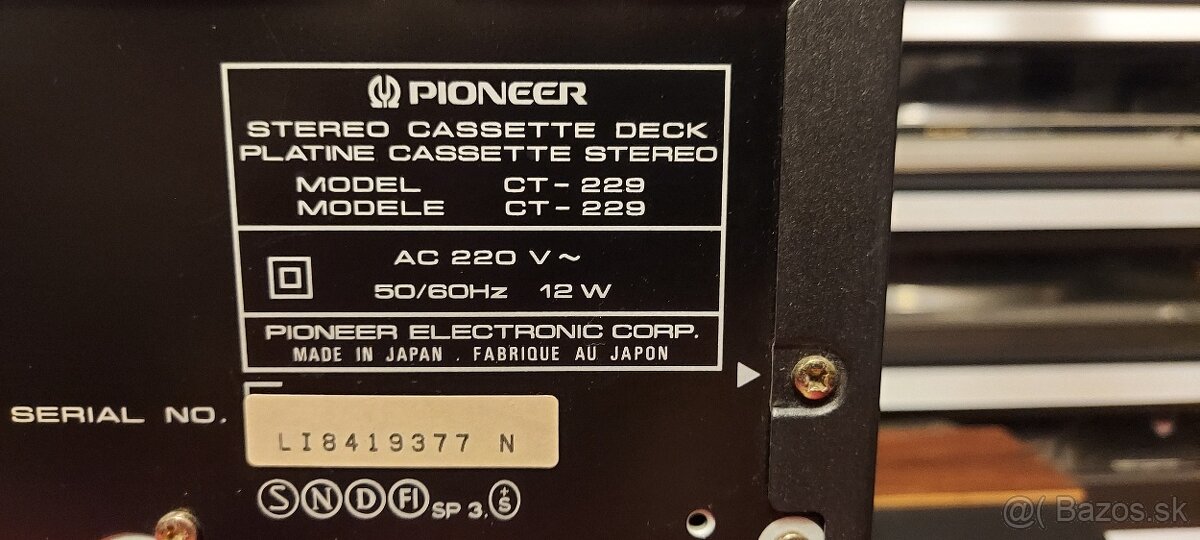 PIONEER
STEREO CASSETTE DECK
PLATINE CASSETTE STEREO
MODEL CT-229
MODELE CT-229
AC 220 V ~
50/60Hz 12 W
PIONEER ELECTRONIC CORP.
MADE IN JAPAN . FABRIQUE AU JAPON
SERIAL NO.
LI8419377 N
S N D FI SP 3. +S
@( Bazos.sk